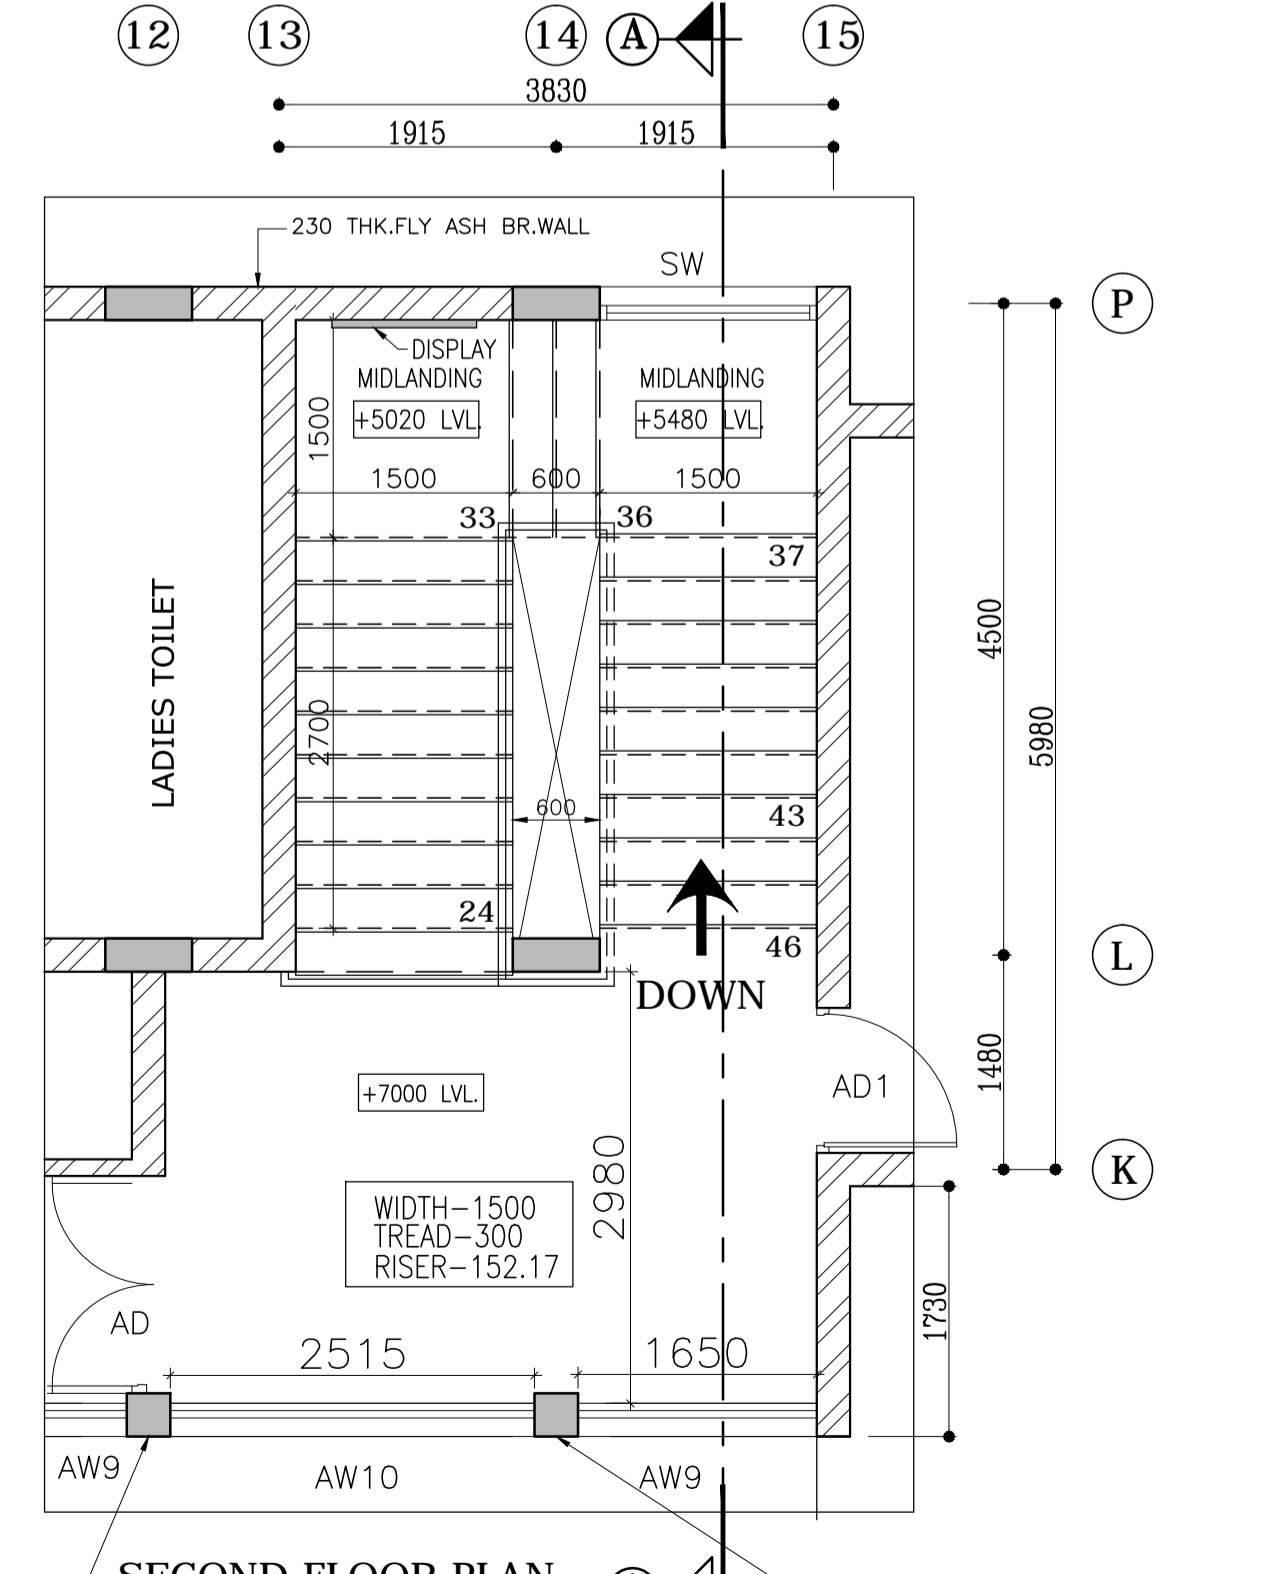 12 13 14 A 15
3830
1915 1915
230 THK.FLY ASH BR.WALL
SW
P
DISPLAY
MIDLANDING MIDLANDING
+5020 LVL. +5480 LVL.
1500
1500 600 1500
33 36
37
4500
LADIES TOILET
2700
5980
600
43
24
46
L
DOWN
1480
+7000 LVL.
AD1
2980
K
WIDTH-1500
TREAD-300
RISER-152.17
AD
1730
2515 1650
AW9 AW10 AW9
SECOND FLOOR PLAN